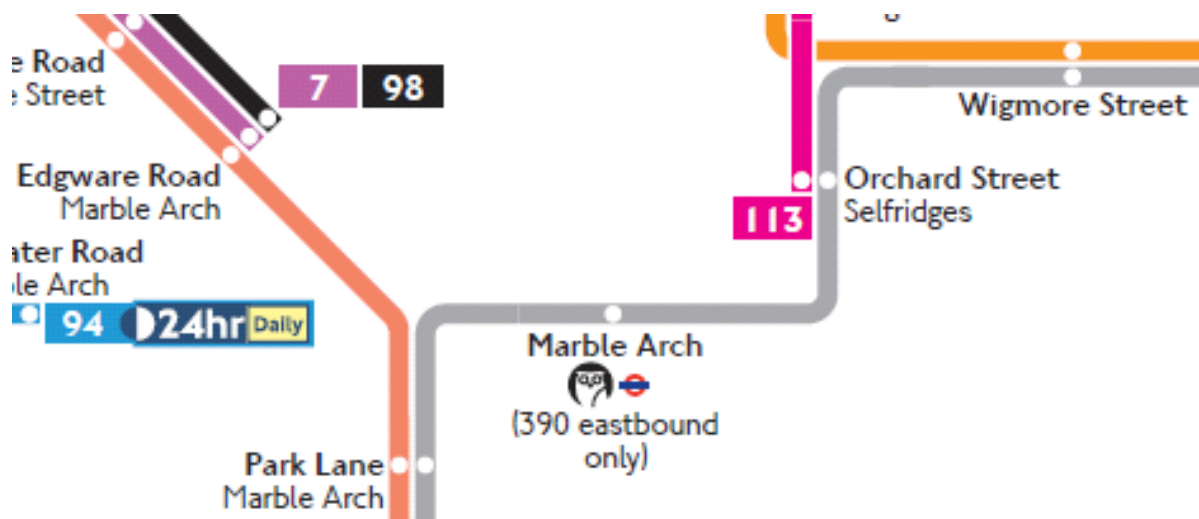 e Road
e Street
7
98
Wigmore Street
Edgware Road
Marble Arch
Orchard Street
Selfridges
113
ater Road
le Arch
94
24hr
Daily
Marble Arch
(390 eastbound
only)
Park Lane
Marble Arch